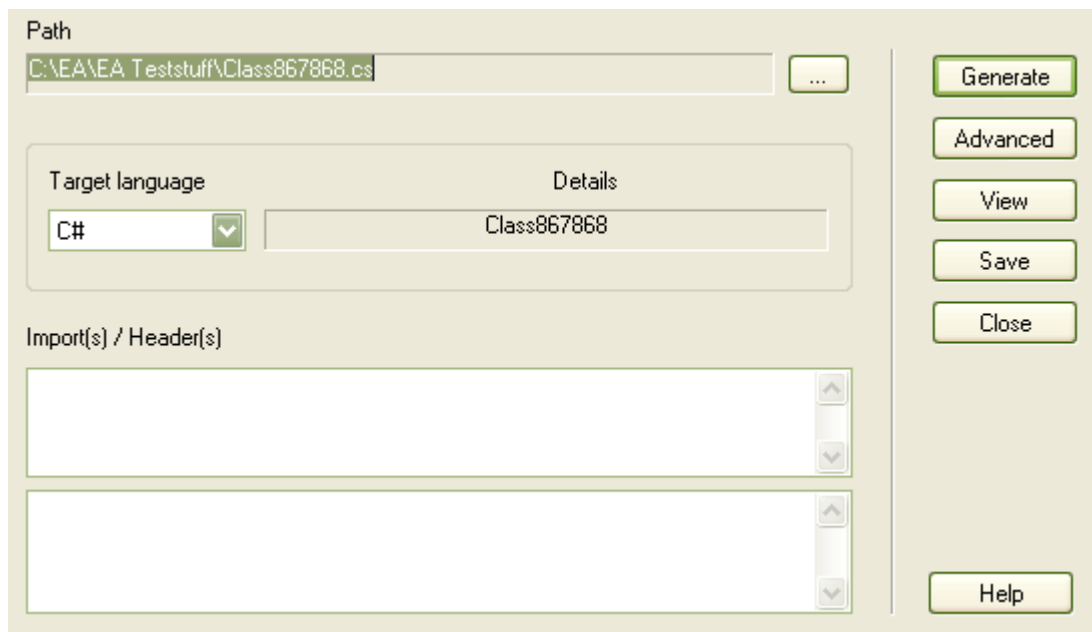 Path
C:\EA\EA Teststuff\Class867868.cs
...
Generate
Advanced
Target language
Details
View
C#
Class867868
Save
Close
Import(s) / Header(s)
Help